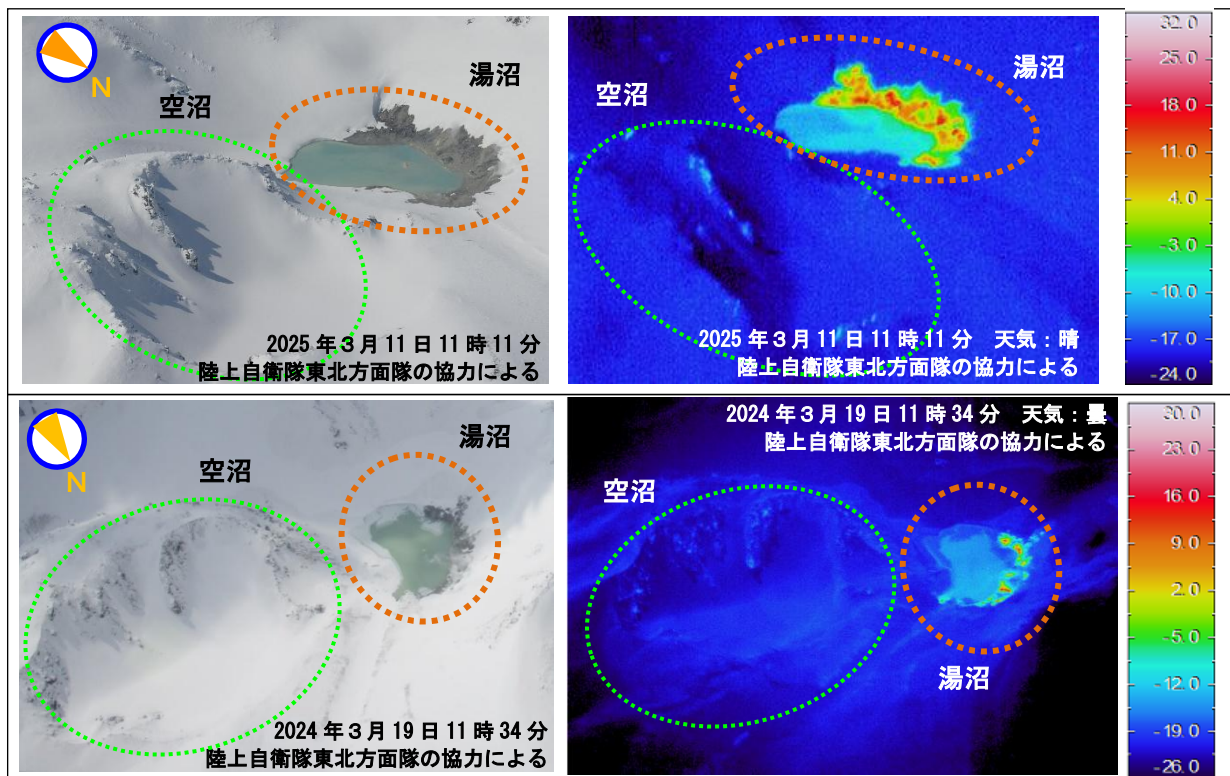 N
湯沼
空沼
2025年3月11日11時11分
陸上自衛隊東北方面隊の協力による
湯沼
空沼
2025年3月11日11時11分 天気:晴
陸上自衛隊東北方面隊の協力による
32.0
25.0
18.0
11.0
4.0
-3.0
-10.0
-17.0
-24.0
N
湯沼
空沼
2024年3月19日11時34分
陸上自衛隊東北方面隊の協力による
2024年3月19日11時34分 天気:曇
陸上自衛隊東北方面隊の協力による
空沼
湯沼
30.0
23.0
16.0
9.0
2.0
-5.0
-12.0
-19.0
-26.0